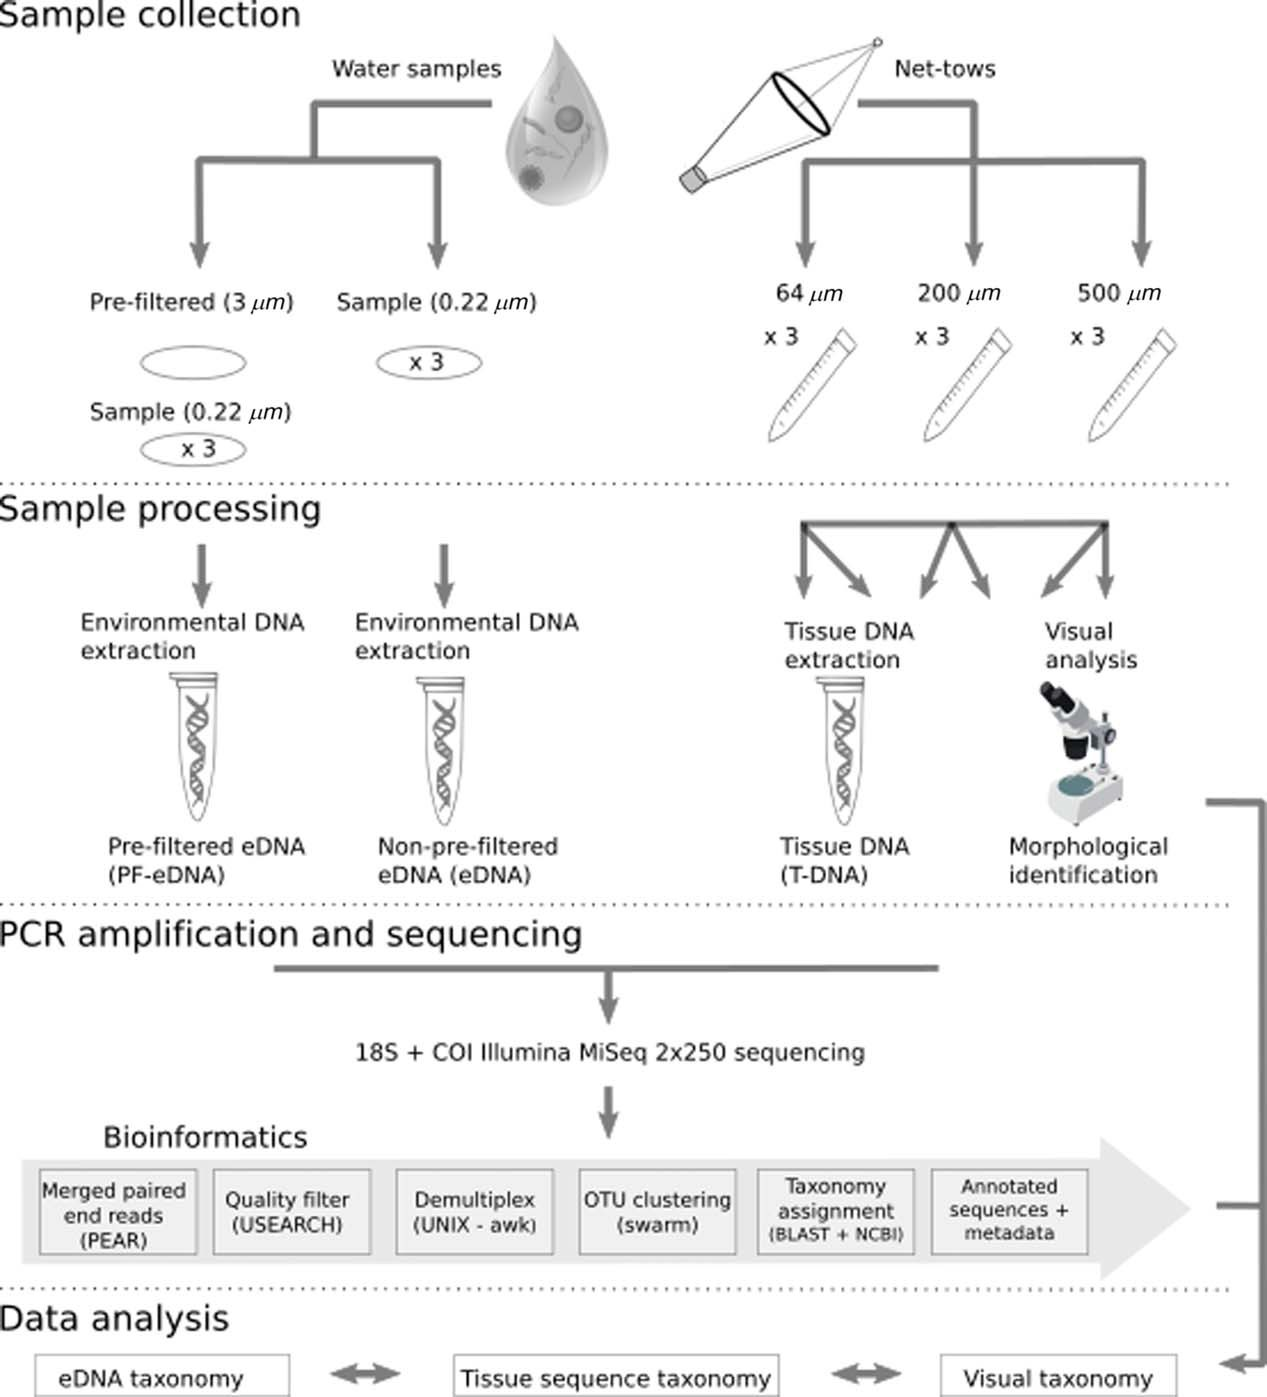 Sample collection
Water samples
Net-tows
Pre-filtered (3 μm)
Sample (0.22 μm)
x 3
Sample (0.22 μm)
x 3
64 μm
200 μm
500 μm
x 3
x 3
x 3
Sample processing
Environmental DNA
extraction
Environmental DNA
extraction
Tissue DNA
extraction
Visual
analysis
Pre-filtered eDNA
(PF-eDNA)
Non-pre-filtered
eDNA (eDNA)
Tissue DNA
(T-DNA)
Morphological
identification
PCR amplification and sequencing
18S + COI Illumina MiSeq 2x250 sequencing
Bioinformatics
Merged paired
end reads
(PEAR)
Quality filter
(USEARCH)
Demultiplex
(UNIX - awk)
OTU clustering
(swarm)
Taxonomy
assignment
(BLAST + NCBI)
Annotated
sequences +
metadata
Data analysis
eDNA taxonomy
Tissue sequence taxonomy
Visual taxonomy